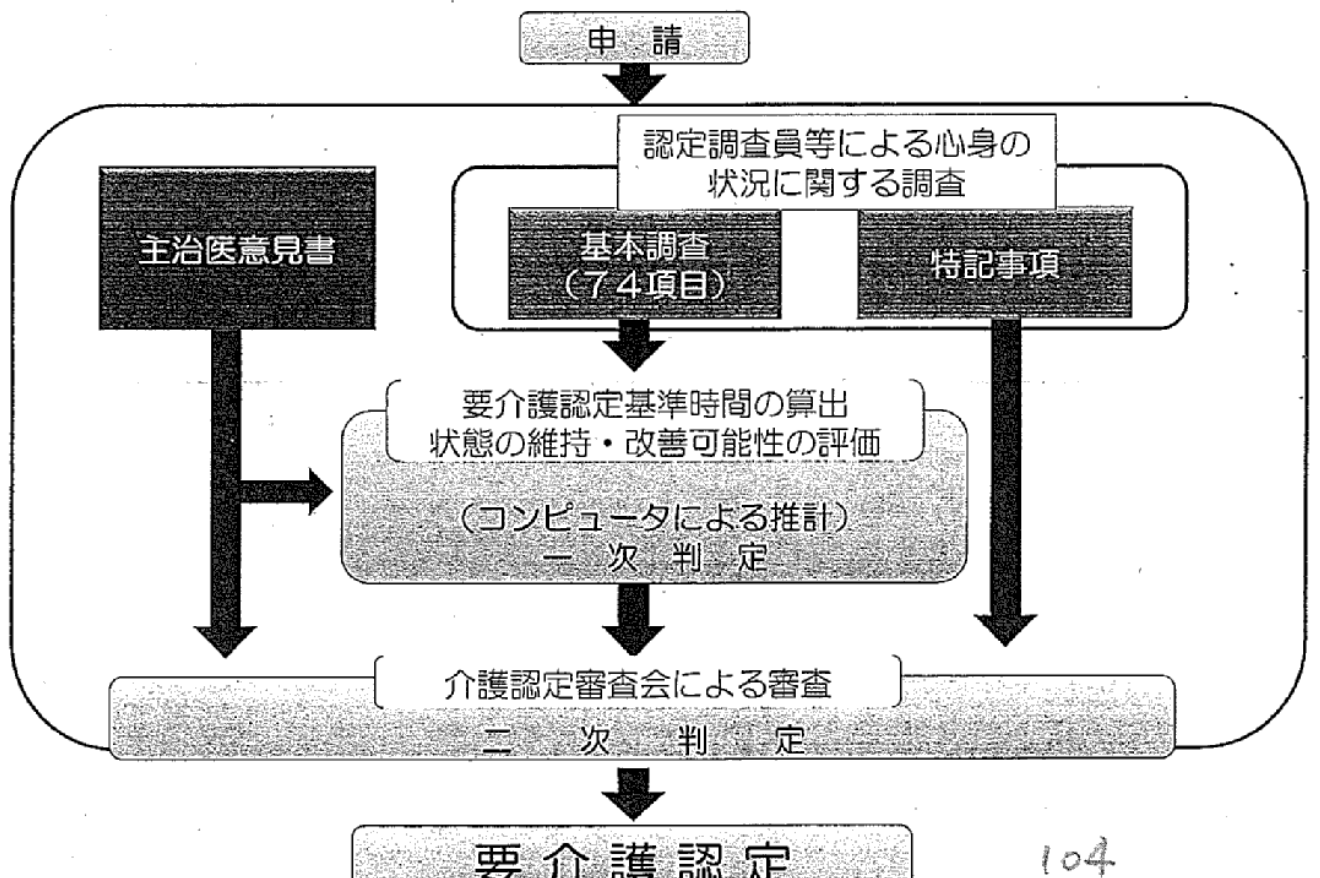 申 請
認定調査員等による心身の
状況に関する調査
主治医意見書
基本調査
（７４項目）
特記事項
要介護認定基準時間の算出
状態の維持・改善可能性の評価
（コンピュータによる推計）
一 次 判 定
介護認定審査会による審査
二 次 判 定
要介護認定
104